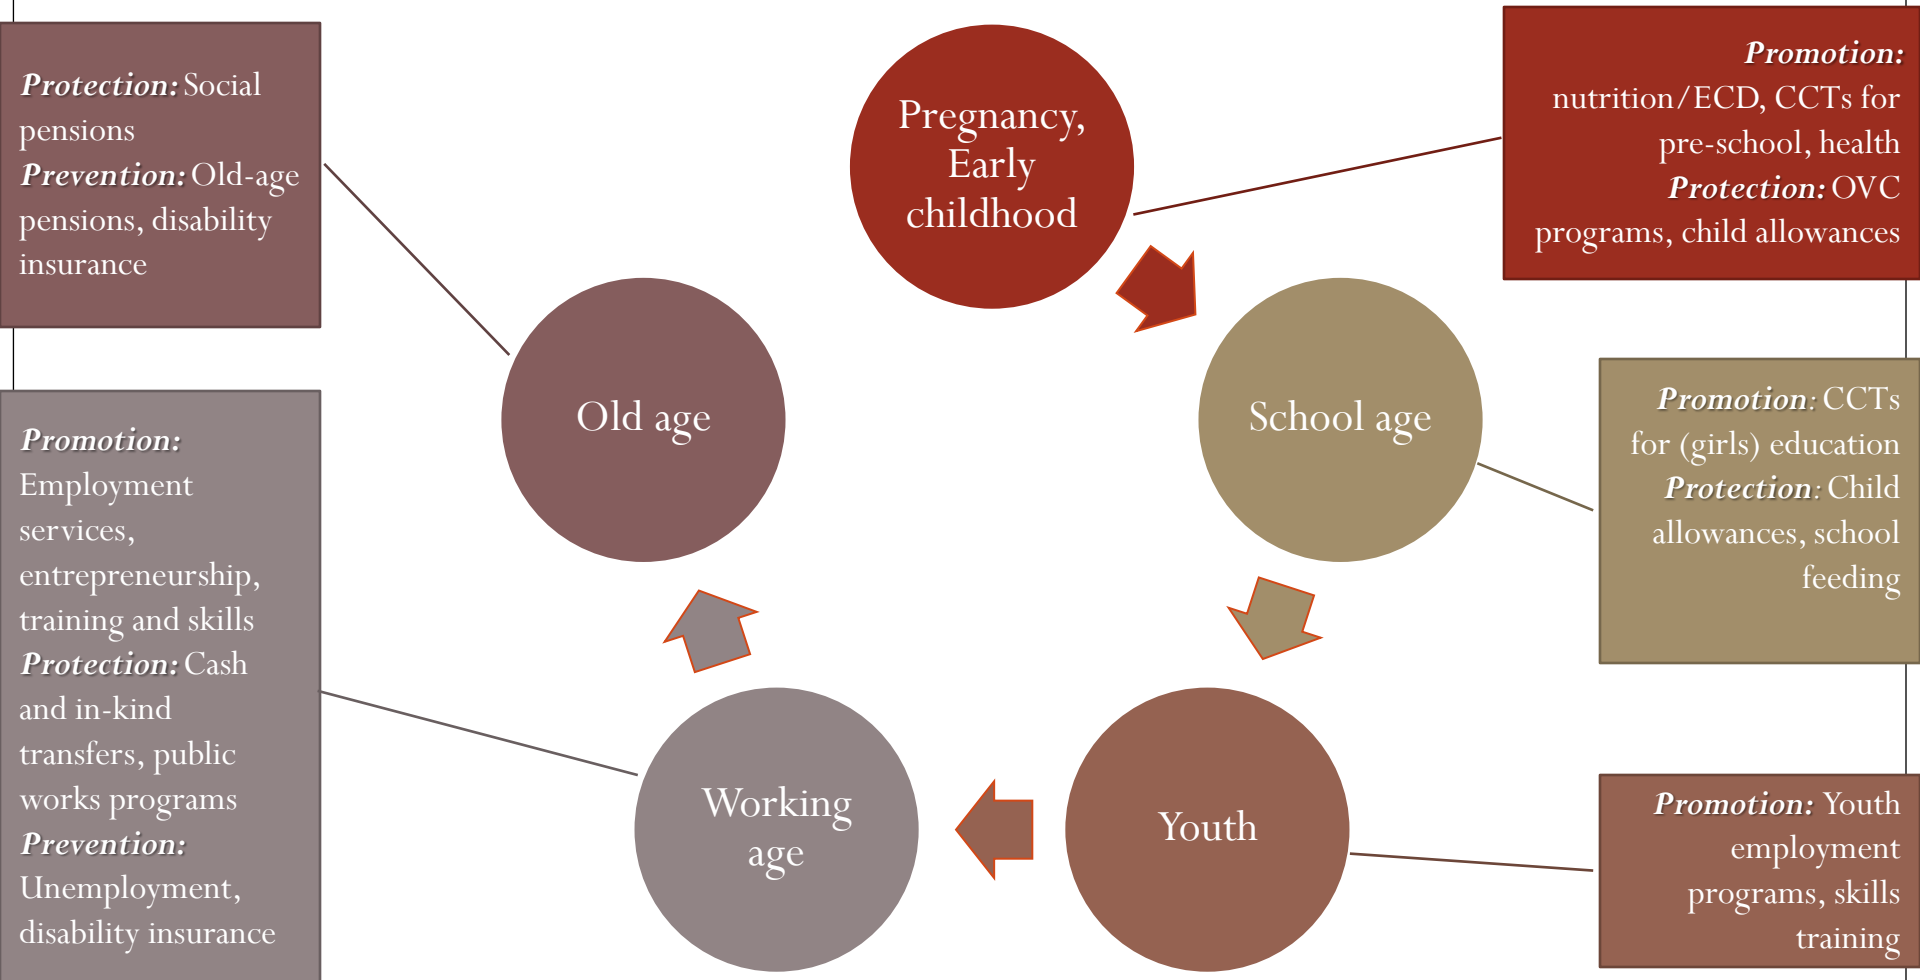 Protection: Social
pensions
Prevention: Old-age
pensions, disability
insurance
Pregnancy,
Early
childhood
Promotion:
nutrition/ECD, CCTs for
pre-school, health
Protection: OVC
programs, child allowances
Old age
School age
Promotion: CCTs
for (girls) education
Protection: Child
allowances, school
feeding
Promotion:
Employment
services,
entrepreneurship,
training and skills
Protection: Cash
and in-kind
transfers, public
works programs
Prevention:
Unemployment,
disability insurance
Working
age
Youth
Promotion: Youth
employment
programs, skills
training